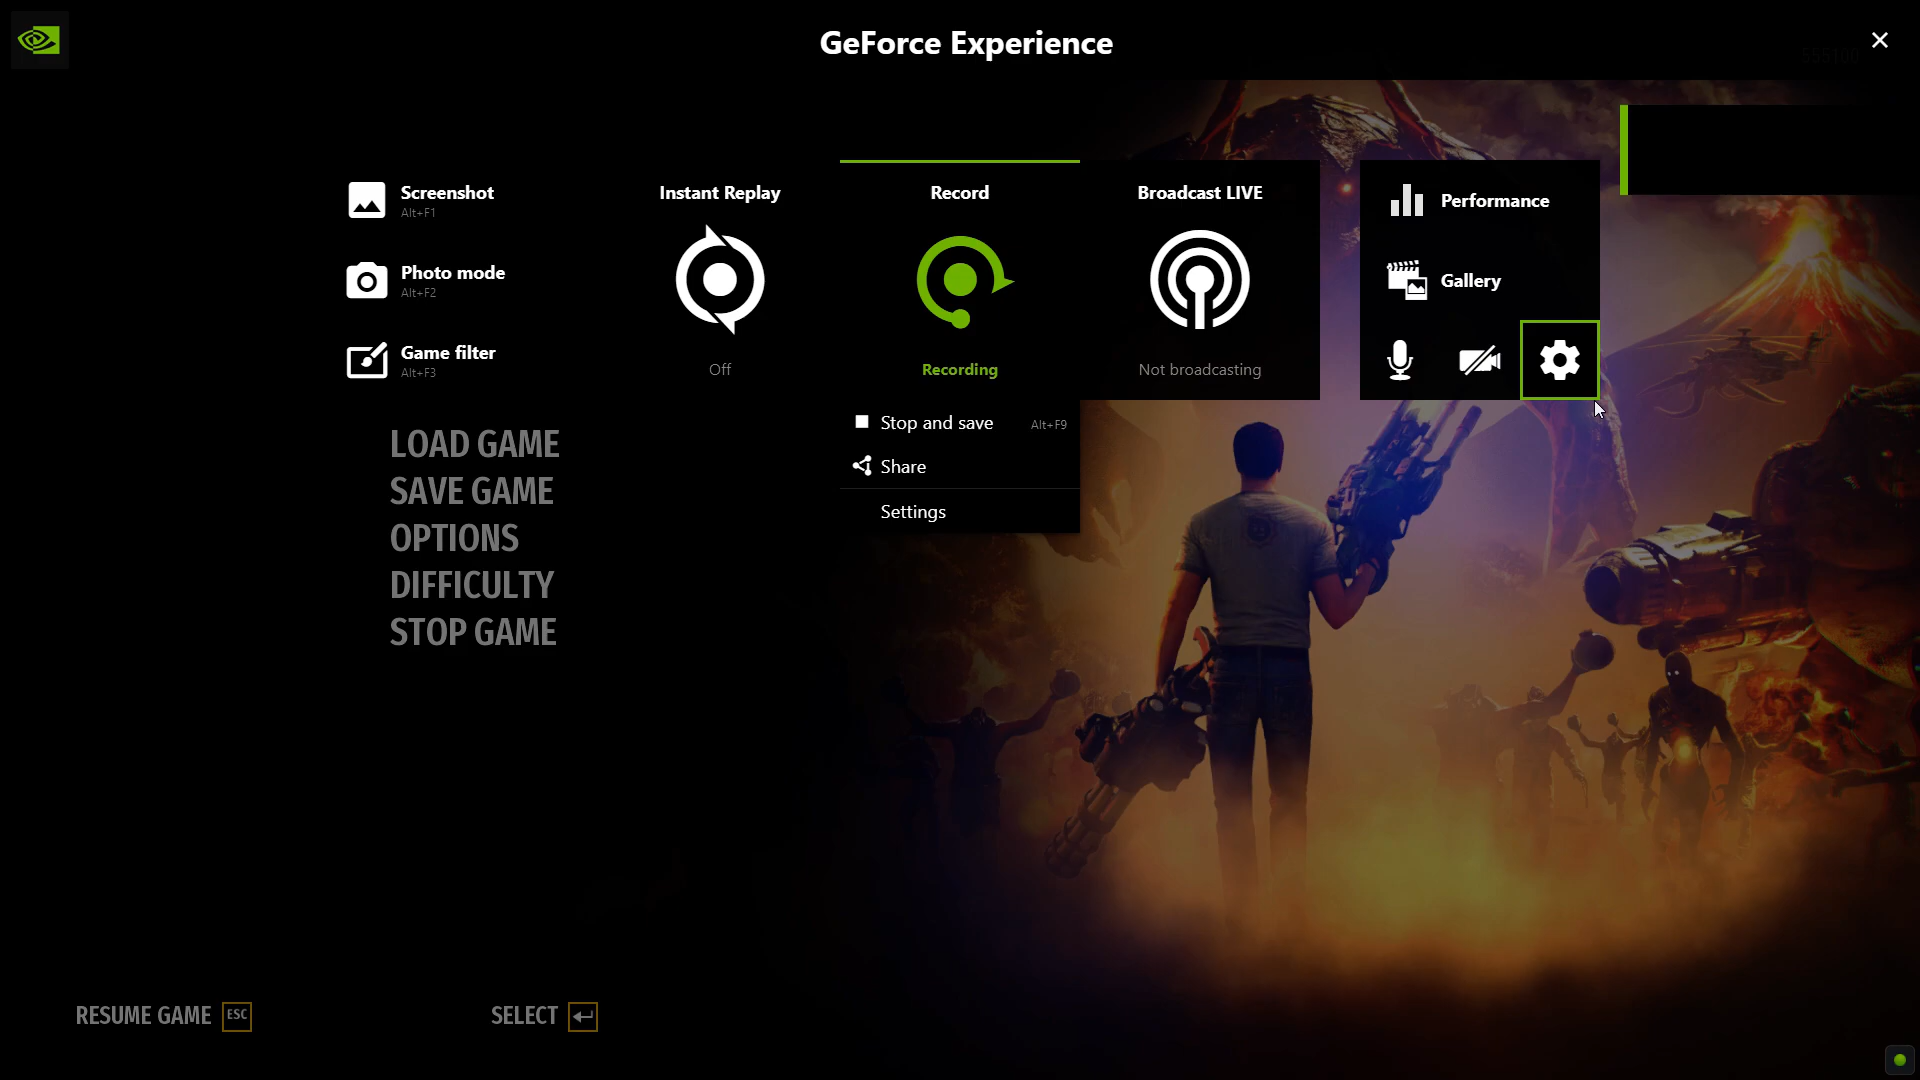 GeForce Experience
555100
Screenshot
Alt+F1
Photo mode
Alt+F2
Game filter
Alt+F3
Instant Replay
Off
Record
Recording
Stop and save Alt+F9
Share
Settings
Broadcast LIVE
Not broadcasting
Performance
Gallery
LOAD GAME
SAVE GAME
OPTIONS
DIFFICULTY
STOP GAME
RESUME GAME ESC
SELECT